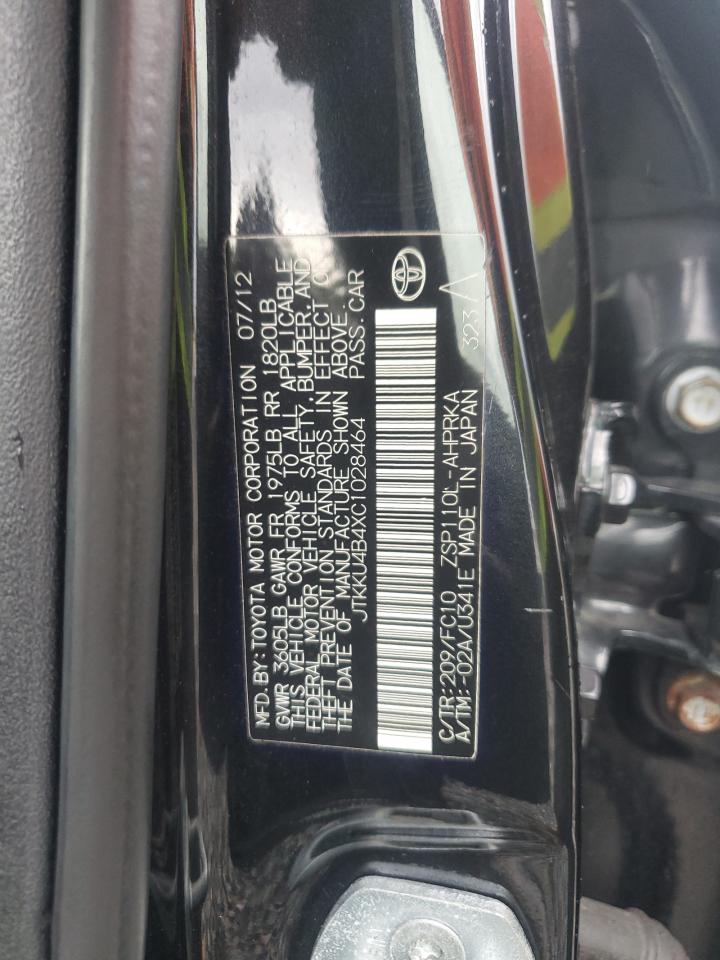 MFD.BY:TOYOTA MOTOR CORPORATION 07/12
GVWR 3605LB GAWR FR 1975LB RR 1820LB
THIS VEHICLE CONFORMS TO ALL APPLICABLE
FEDERAL MOTOR VEHICLE SAFETY,BUMPER,AND
THEFT PREVENTION STANDARDS IN EFFECT O
THE DATE OF MANUFACTURE SHOWN ABOVE.
JTKKU4B4XC1028464 PASS.CAR
C/TR:209/FC10 ZSP110L-AHPRKA
A/TM:-02A/U341E MADE IN JAPAN 323